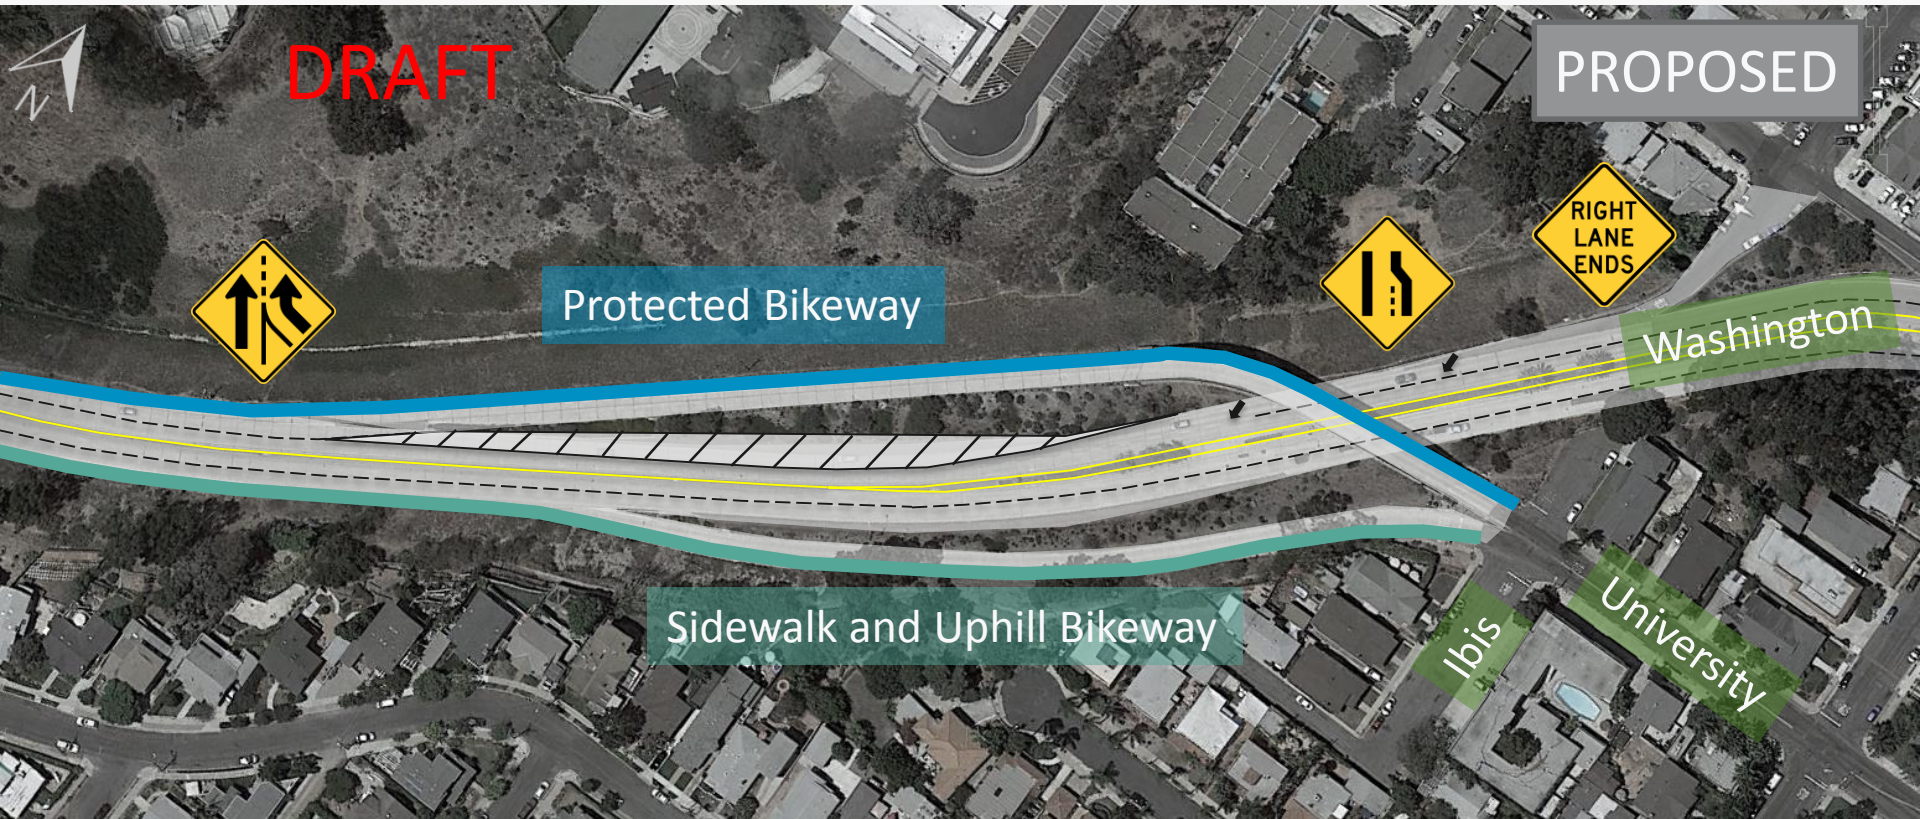 DRAFT
PROPOSED
N
RIGHT
LANE
ENDS
Protected Bikeway
Washington
Sidewalk and Uphill Bikeway
Ibis
University